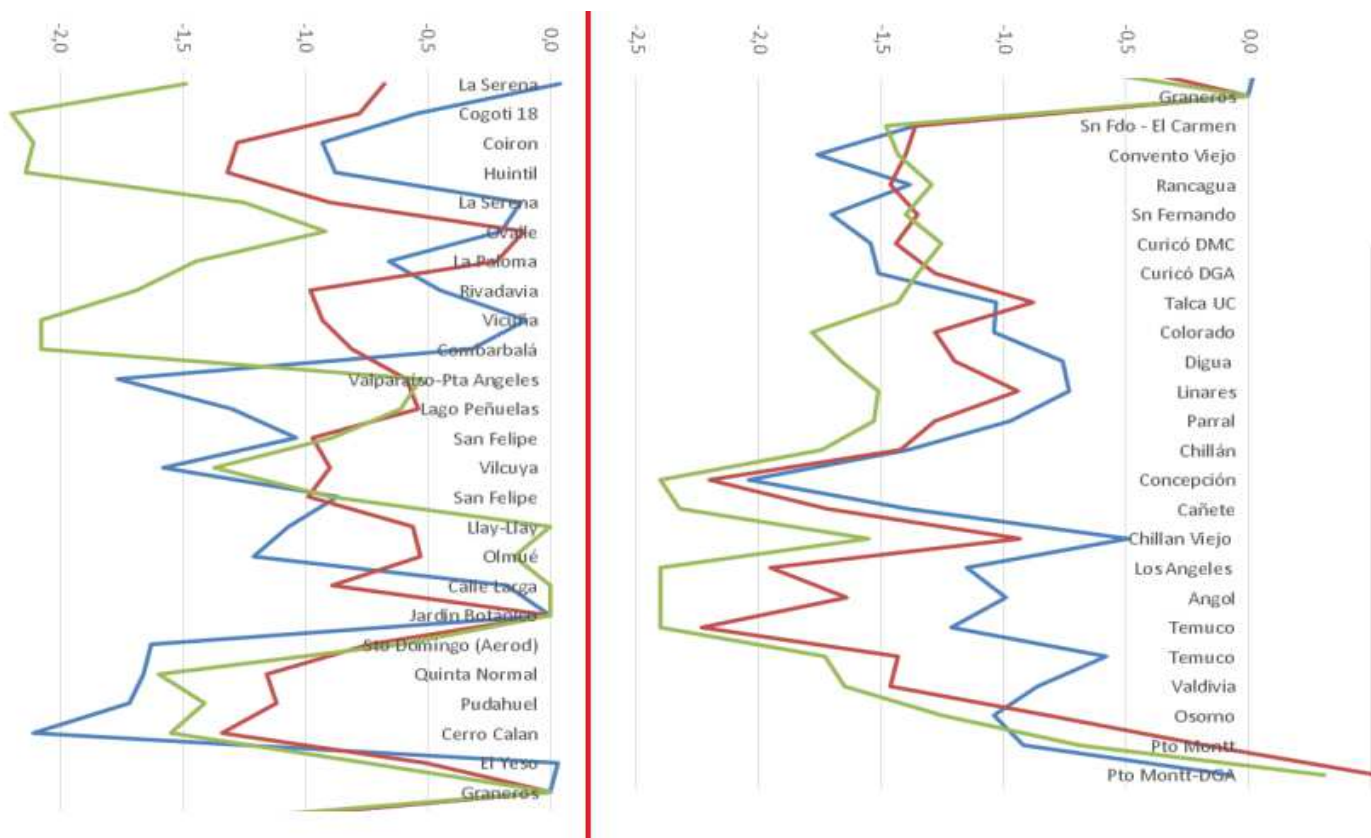 -2,0 -1,5 -1,0 -0,5 0,0
La Serena
Cogoti 18
Coiron
Huintil
La Serena
Ovalle
La Paloma
Rivadavia
Vicuña
Combarbalá
Valparaíso-Pta Angeles
Lago Peñuelas
San Felipe
Vilcuya
San Felipe
Llay-Llay
Olmué
Calle Larga
Jardín Botánico
Sto Domingo (Aerod)
Quinta Normal
Pudahuel
Cerro Calan
El Yeso
Graneros
-2,5 -2,0 -1,5 -1,0 -0,5 0,0
Graneros
Sn Fdo - El Carmen
Convento Viejo
Rancagua
Sn Fernando
Curicó DMC
Curicó DGA
Talca UC
Colorado
Digua
Linares
Parral
Chillán
Concepción
Cañete
Chillan Viejo
Los Angeles
Angol
Temuco
Temuco
Valdivia
Osorno
Pto Montt
Pto Montt-DGA